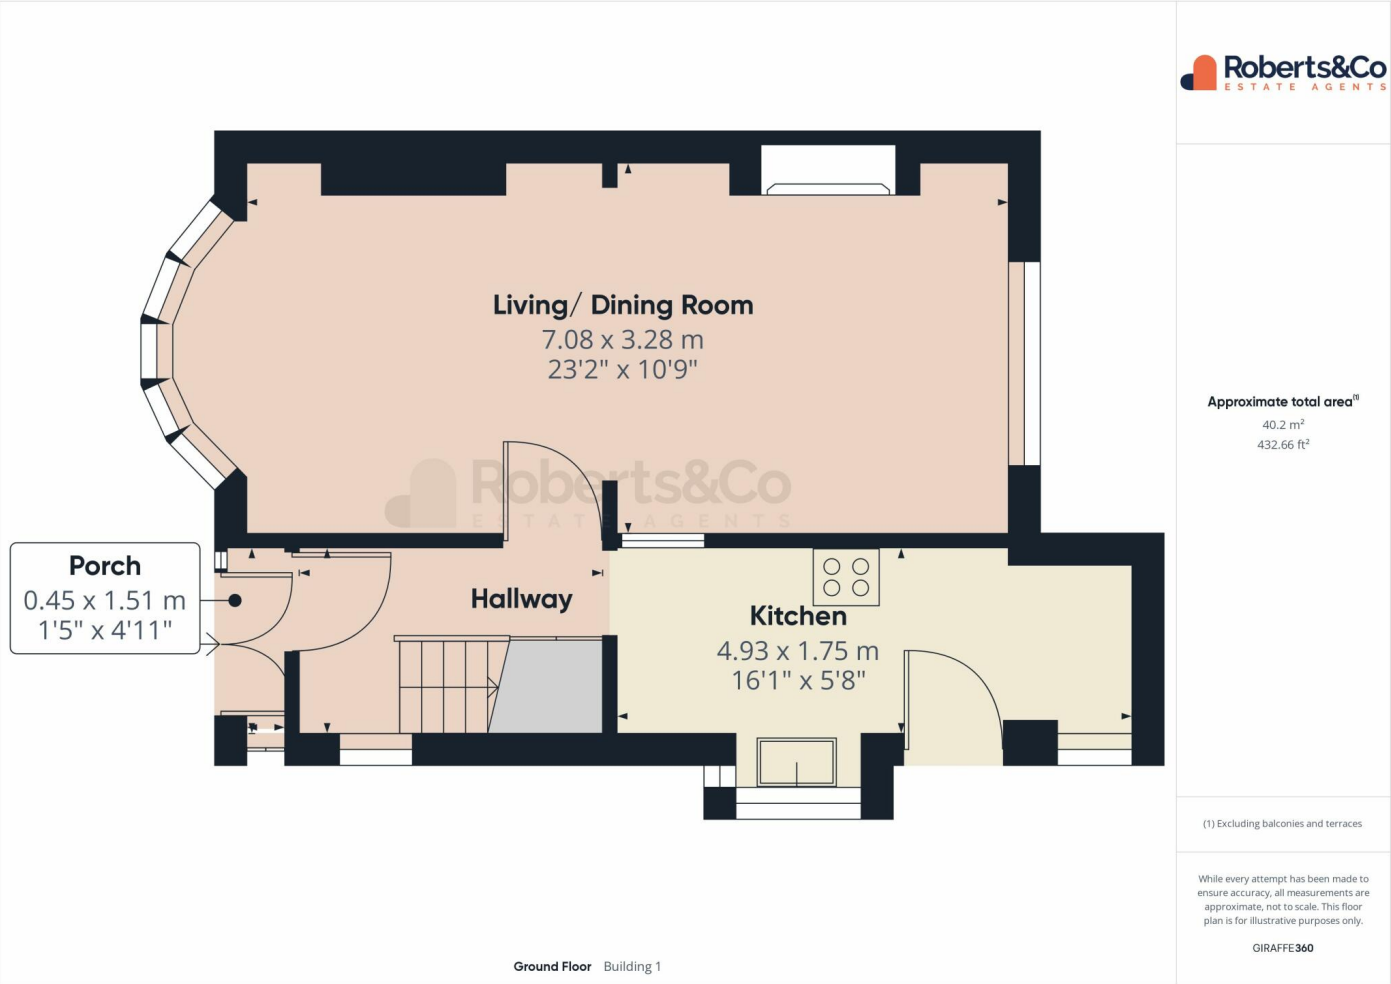 Roberts&Co
ESTATE AGENTS
Living/ Dining Room
7.08 x 3.28 m
23'2" x 10'9"
Roberts&Co
ESTATE AGENTS
Porch
0.45 x 1.51 m
1'5" x 4'11"
Hallway
Kitchen
4.93 x 1.75 m
16'1" x 5'8"
Approximate total area⁽¹⁾
40.2 m²
432.66 ft²
(1) Excluding balconies and terraces
While every attempt has been made to
ensure accuracy, all measurements are
approximate, not to scale. This floor
plan is for illustrative purposes only.
GIRAFFE360
Ground Floor Building 1